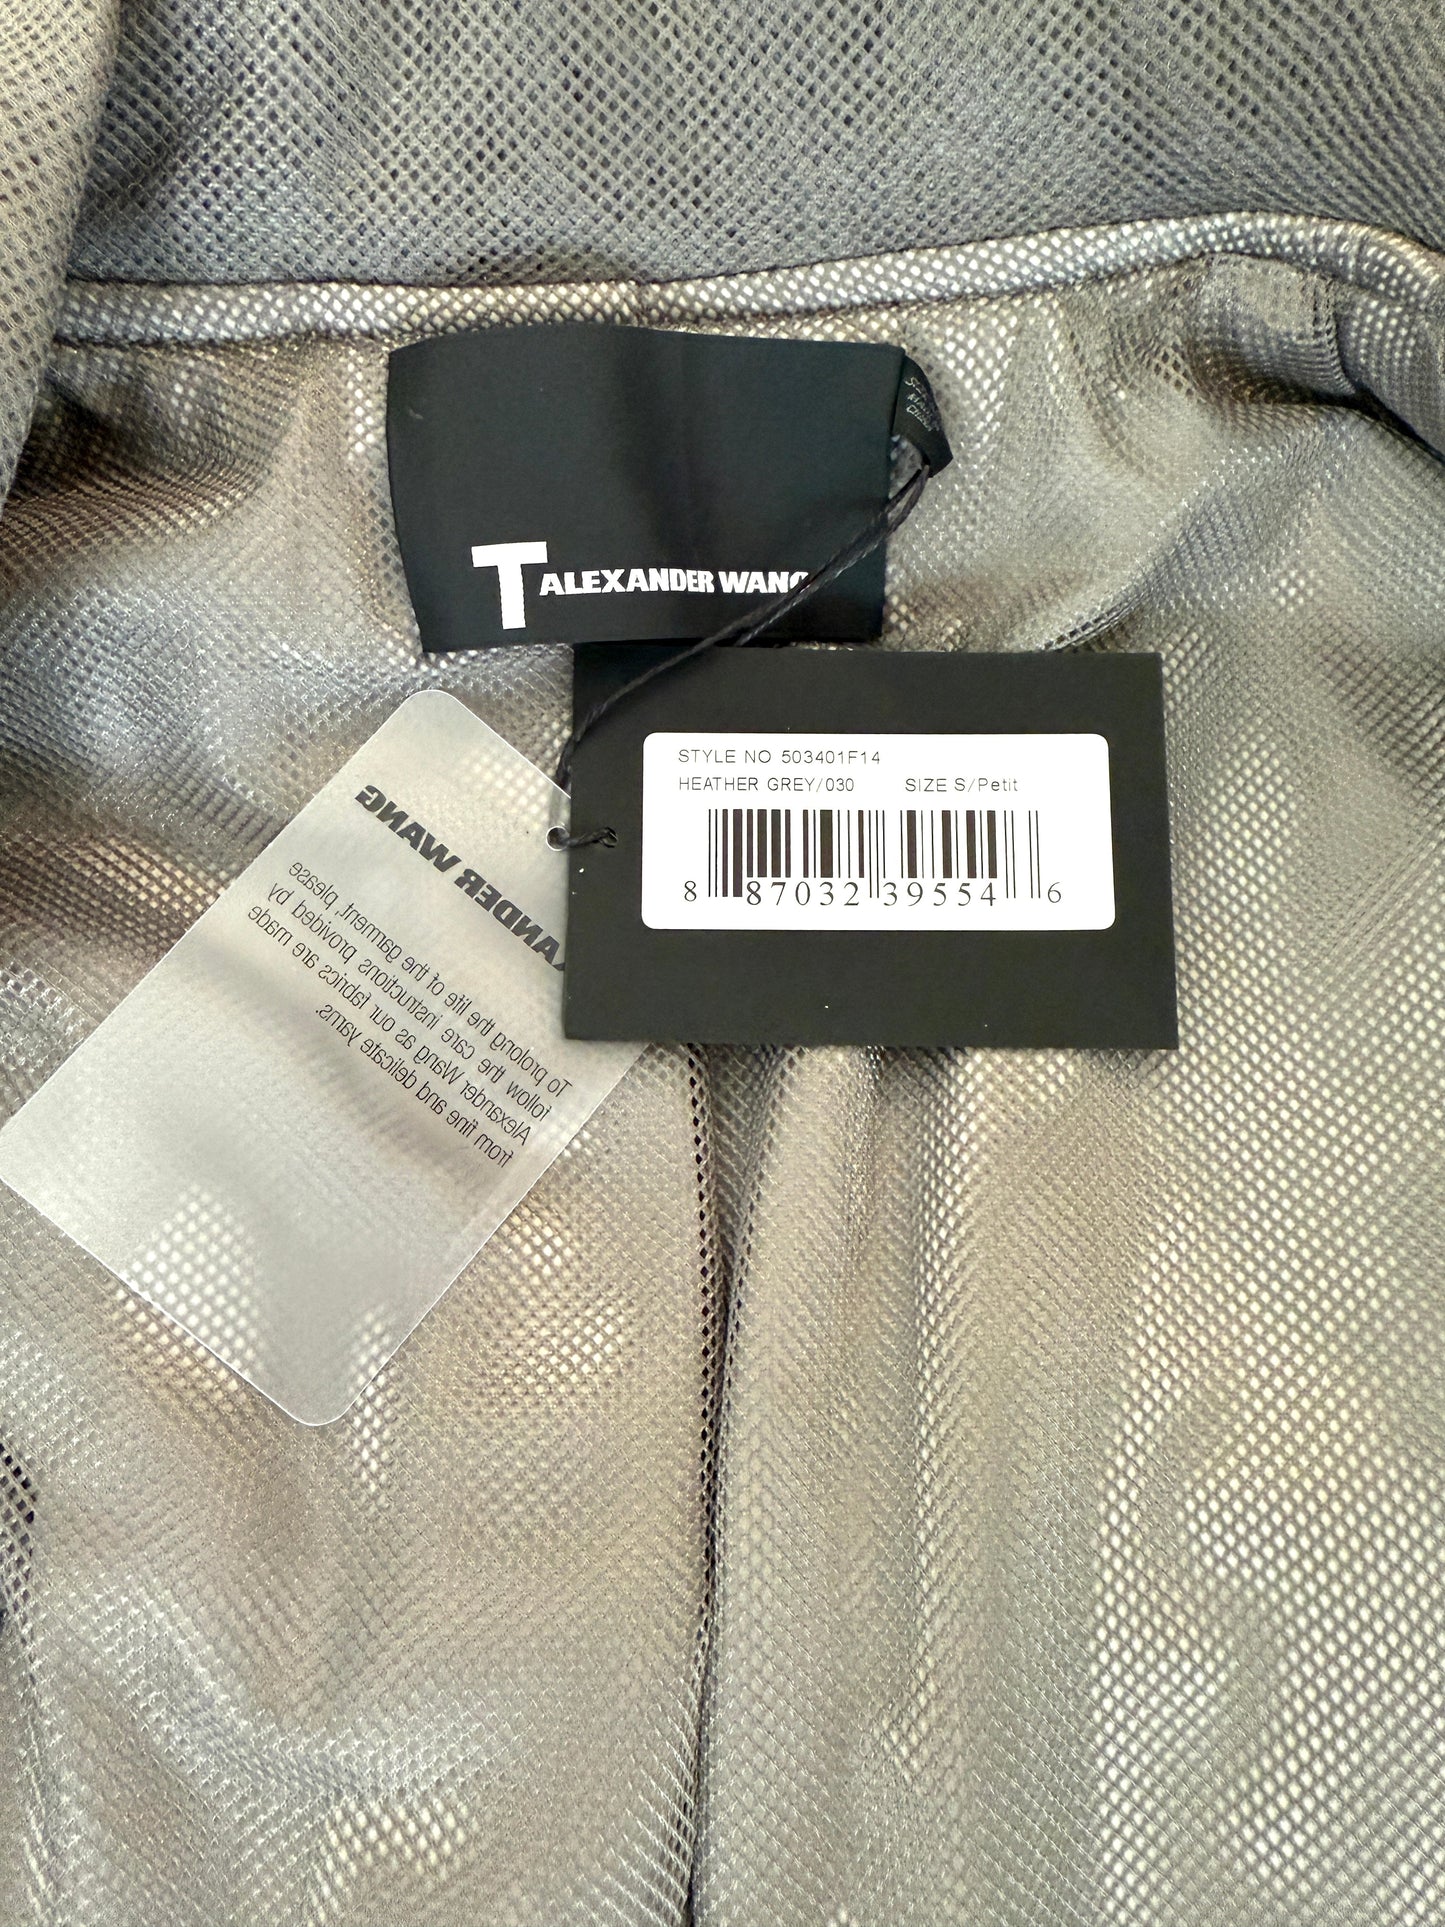 T ALEXANDER WANG
STYLE NO 503401F14
HEATHER GREY/030 SIZE S/Petit
8 87032 39554 6
XANDER WANG
To prolong the life of the garment, please
follow the care instructions provided by
Alexander Wang as our fabrics are made
from fine and delicate yarns.